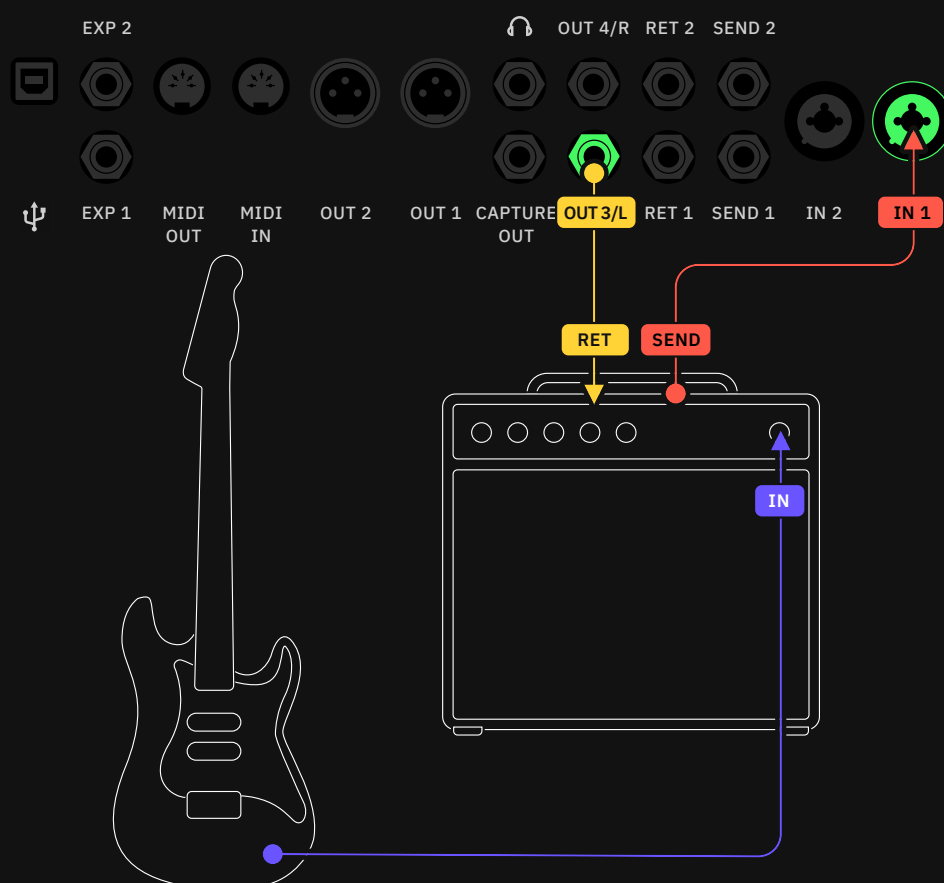 EXP 2
OUT 4/R
RET 2
SEND 2
EXP 1
MIDI
OUT
MIDI
IN
OUT 2
OUT 1
CAPTURE
OUT
OUT 3/L
RET 1
SEND 1
IN 2
IN 1
RET
SEND
IN